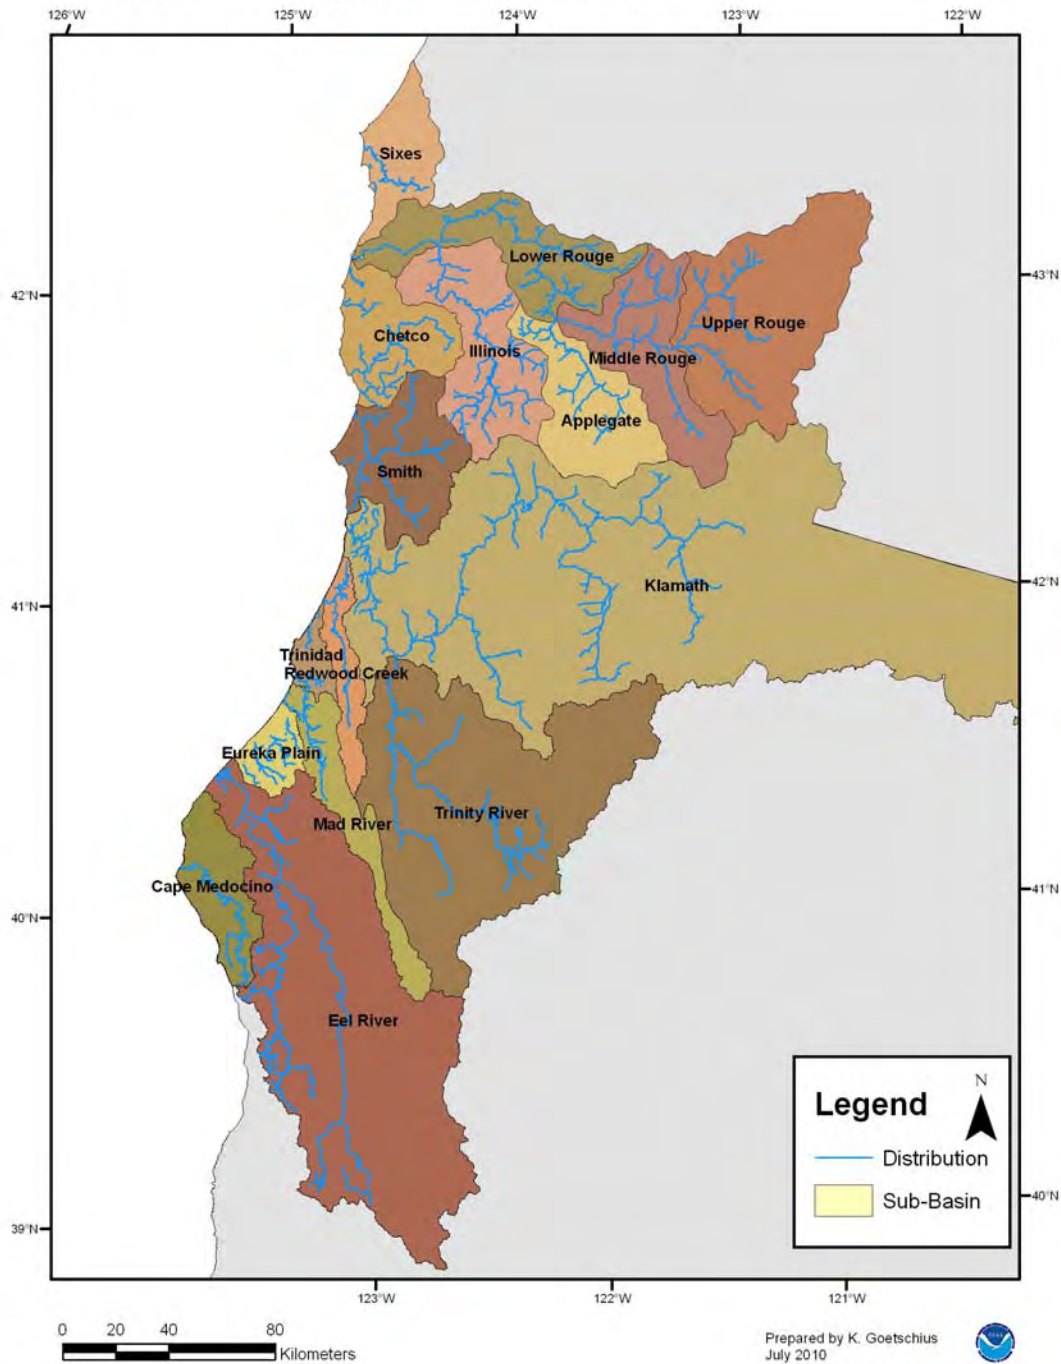 126°W 125°W 124°W 123°W 122°W
Sixes
Lower Rouge
43°N
42°N
Upper Rouge
Chetco
Illinois
Middle Rouge
Applegate
Smith
42°N
Klamath
41°N
Trinidad
Redwood Creek
Eureka Plain
Trinity River
Mad River
Cape Medocino
41°N
40°N
Eel River
Legend
N
Distribution
Sub-Basin
40°N
39°N
123°W 122°W 121°W
0 20 40 80
Kilometers
Prepared by K. Goetschius
July 2010